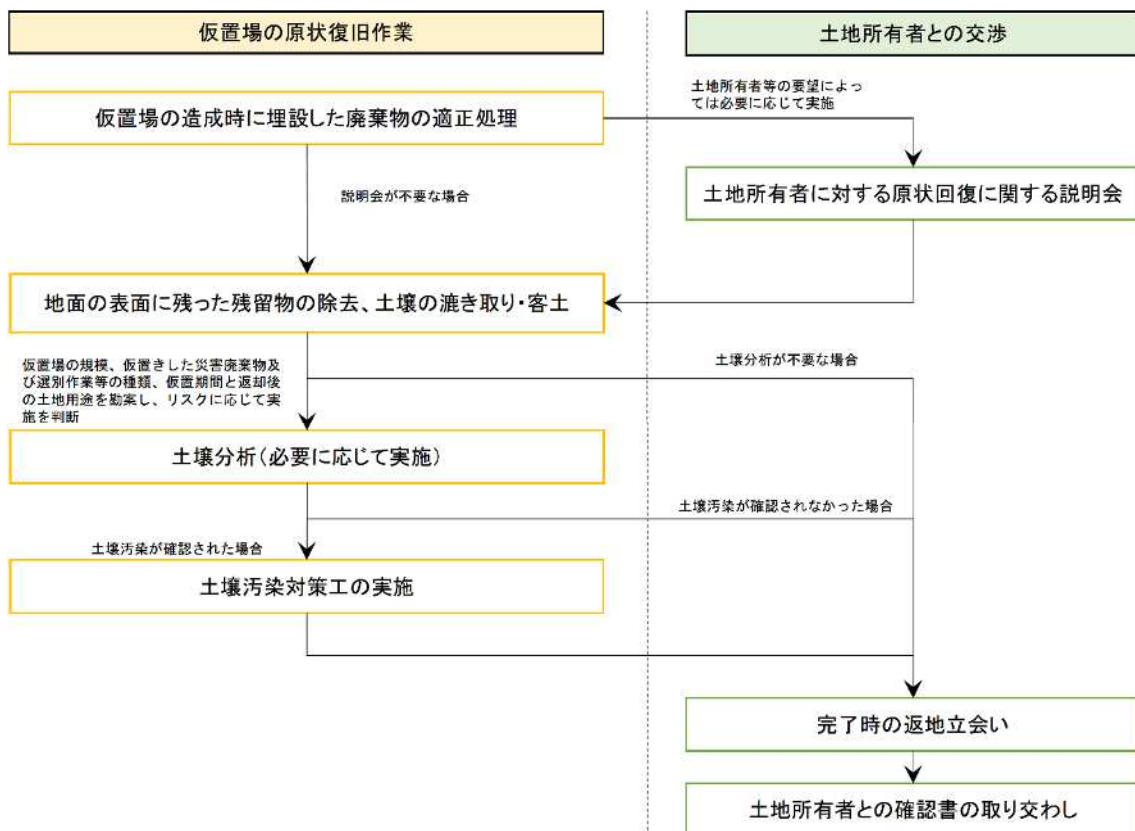 仮置場の原状復旧作業
土地所有者との交渉
土地所有者等の要望によっ
ては必要に応じて実施
仮置場の造成時に埋設した廃棄物の適正処理
説明会が不要な場合
土地所有者に対する原状回復に関する説明会
地面の表面に残った残留物の除去、土壌の漉き取り・客土
土壌分析が不要な場合
仮置場の規模、仮置きした災害廃棄物及
び選別作業等の種類、仮置期間と返却後
の土地用途を勘案し、リスクに応じて実
施を判断
土壌分析(必要に応じて実施)
土壌汚染が確認されなかった場合
土壌汚染が確認された場合
土壌汚染対策工の実施
完了時の返地立会い
土地所有者との確認書の取り交わし